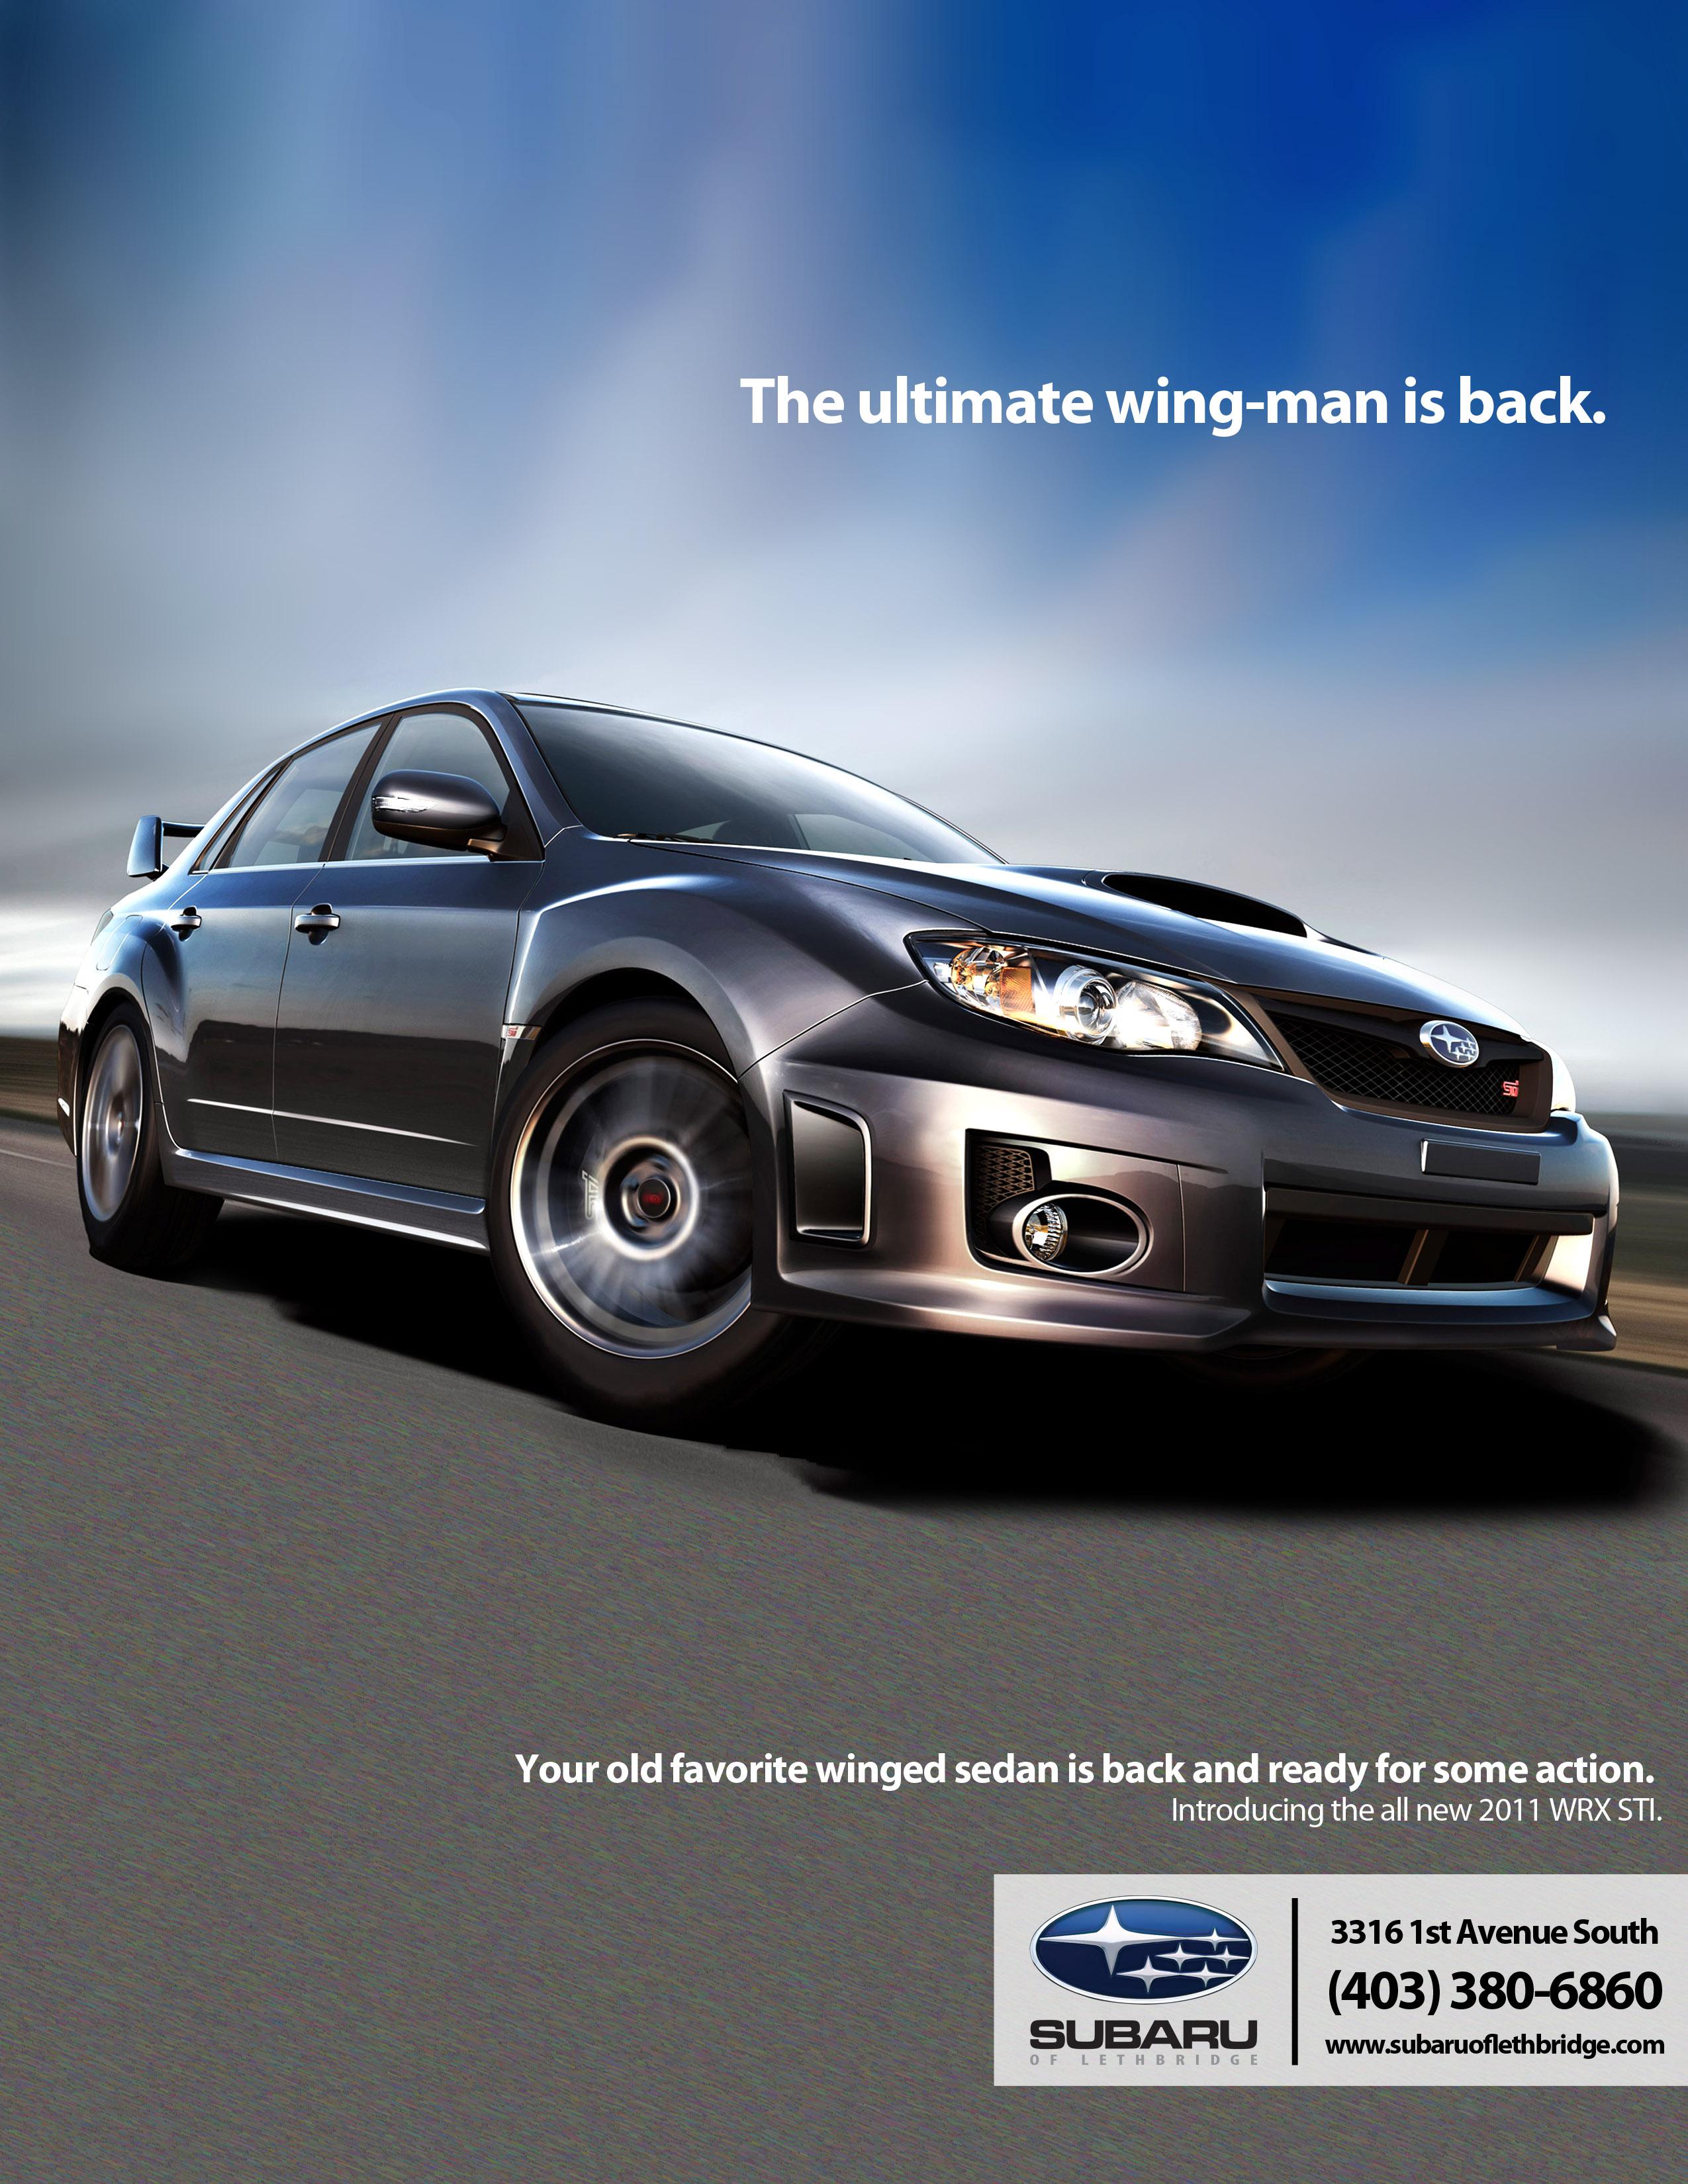 The ultimate wing-man is back.
STI
STI
Your old favorite winged sedan is back and ready for some action.
Introducing the all new 2011 WRX STI.
SUBARU
OF LETHBRIDGE
3316 1st Avenue South
(403) 380-6860
www.subaruoflethbridge.com